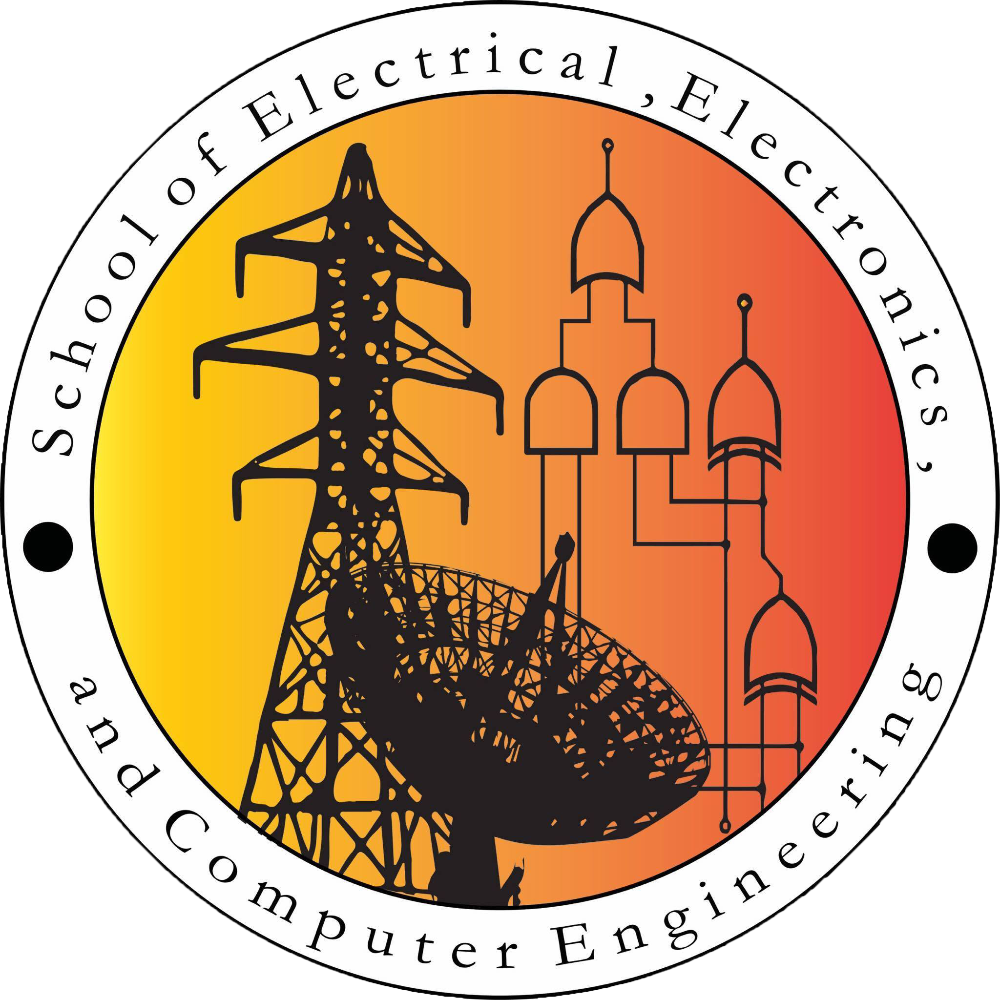 School of Electrical,Electronics,
and Computer Engineering